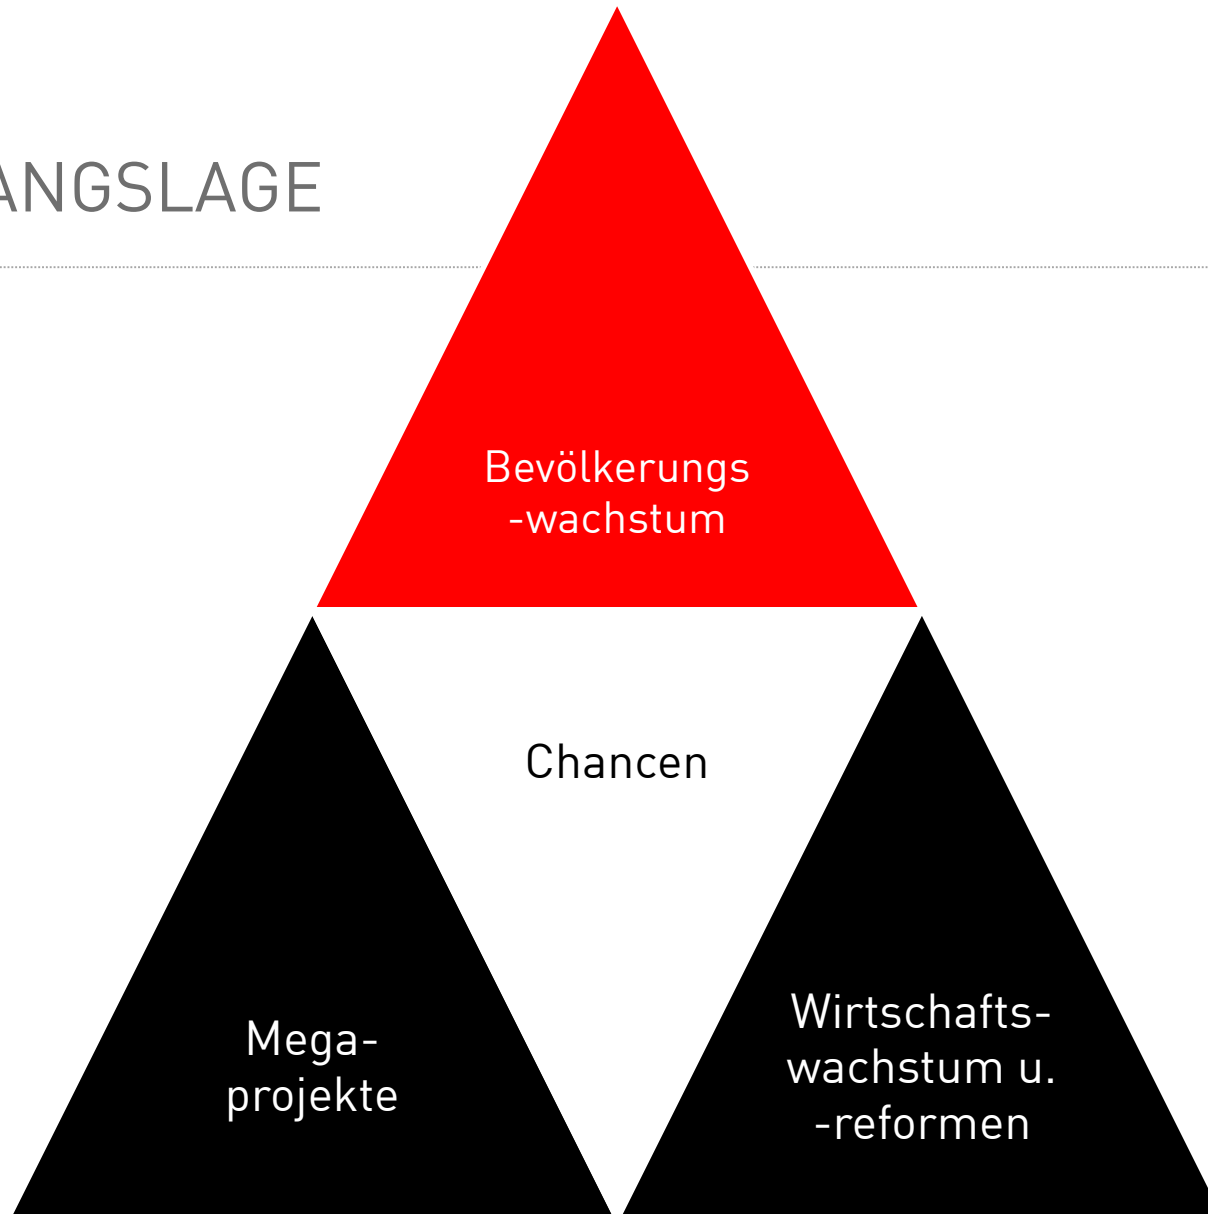 ANGSLAGE
Bevölkerungs
-wachstum
Chancen
Mega-
projekte
Wirtschafts-
wachstum u.
-reformen